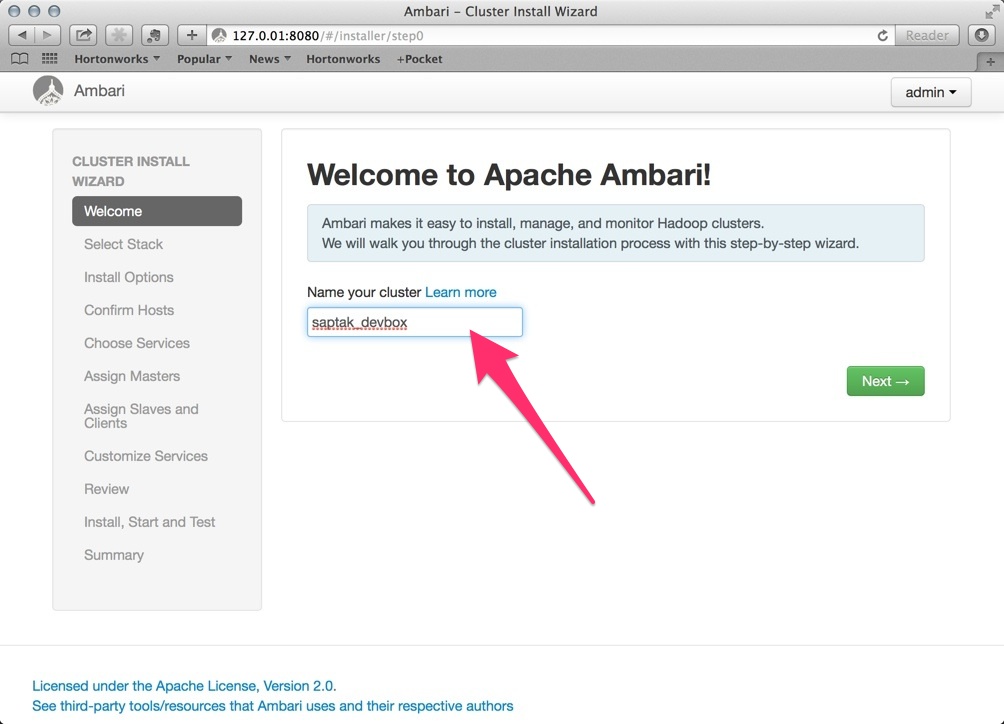 Ambari – Cluster Install Wizard
127.0.01:8080/#/installer/step0
Reader
Hortonworks
Popular
News
Hortonworks
+Pocket
Ambari
admin
CLUSTER INSTALL
WIZARD
Welcome
Select Stack
Install Options
Confirm Hosts
Choose Services
Assign Masters
Assign Slaves and
Clients
Customize Services
Review
Install, Start and Test
Summary
Welcome to Apache Ambari!
Ambari makes it easy to install, manage, and monitor Hadoop clusters.
We will walk you through the cluster installation process with this step-by-step wizard.
Name your cluster Learn more
saptak_devbox
Next →
Licensed under the Apache License, Version 2.0.
See third-party tools/resources that Ambari uses and their respective authors